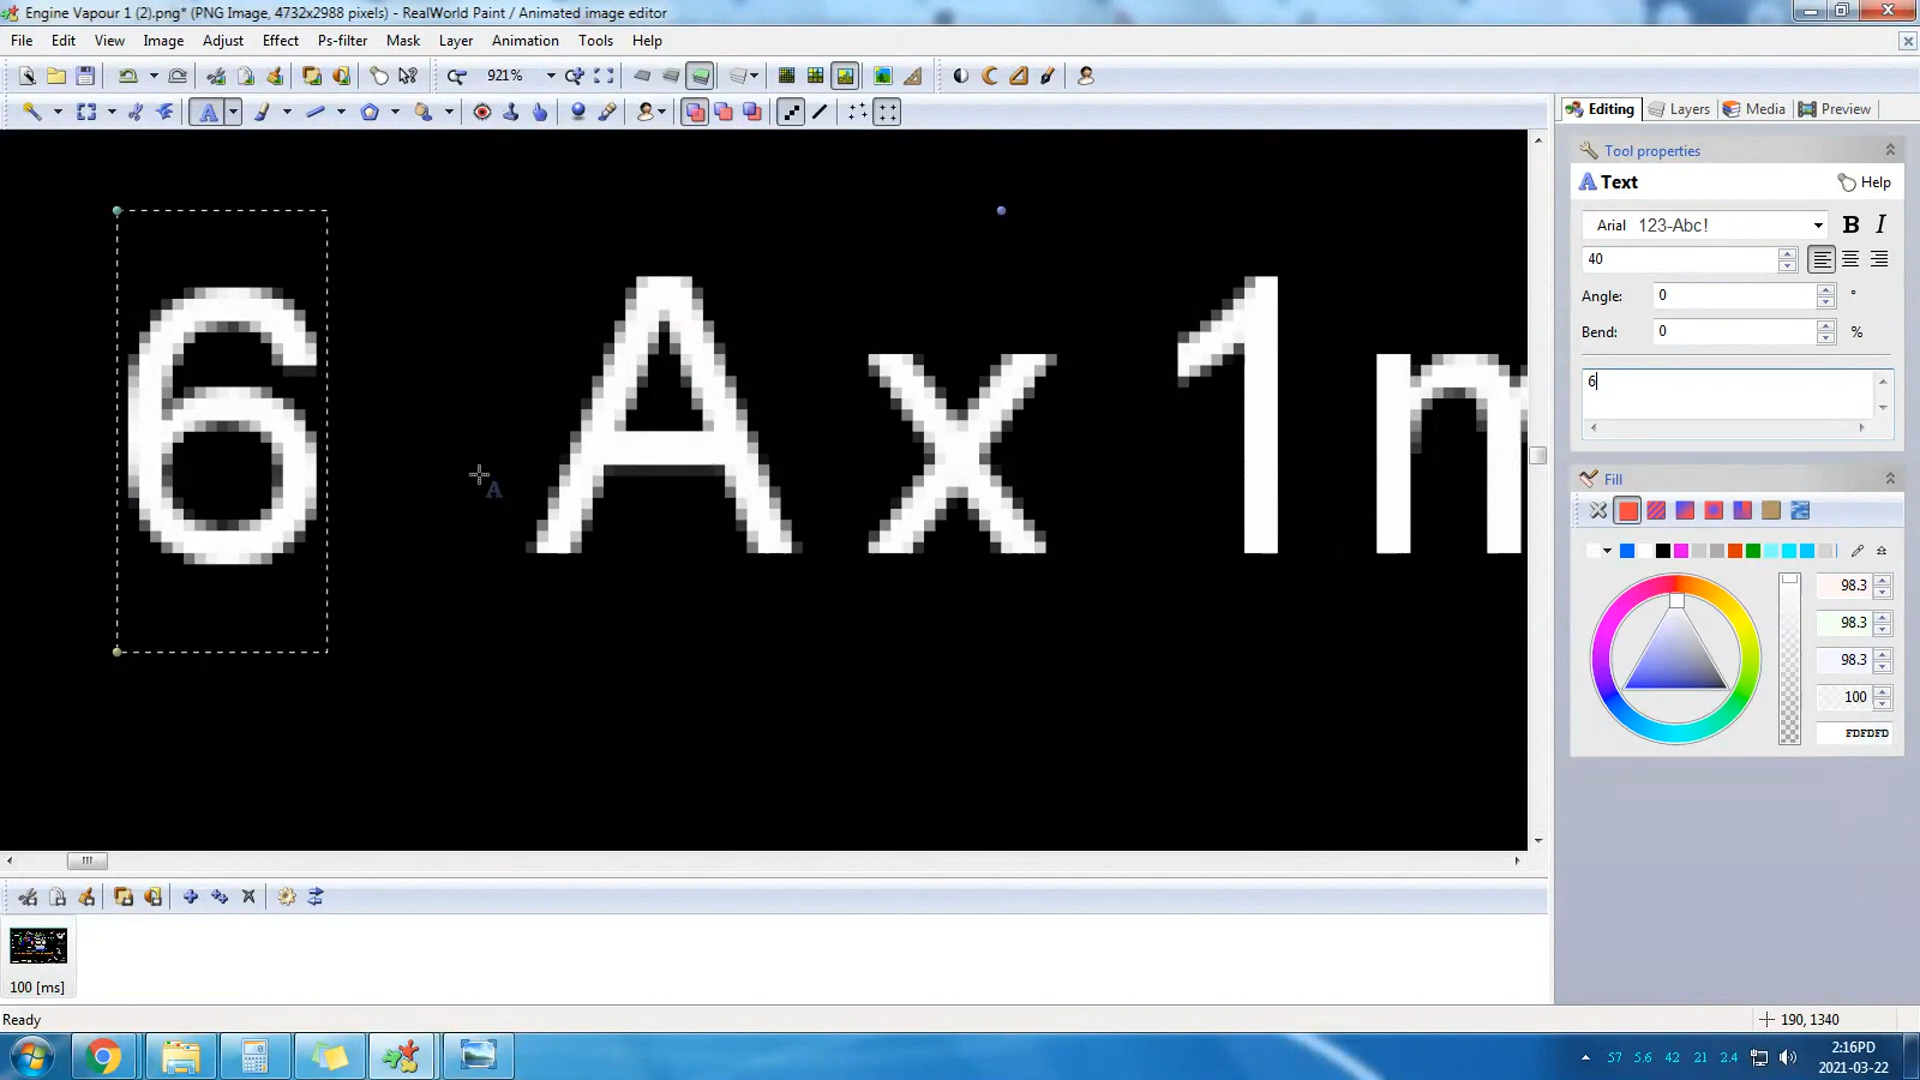 Engine Vapour 1 (2).png* (PNG Image, 4732x2988 pixels) - RealWorld Paint / Animated image editor
File Edit View Image Adjust Effect Ps-filter Mask Layer Animation Tools Help
921%
Editing Layers Media Preview
Tool properties
A Text Help
Arial 123-Abc! B I
40
Angle: 0 °
Bend: 0 %
6
6 A x 1 m
A
Fill
98.3
98.3
98.3
100
FDFDFD
100 [ms]
Ready
190, 1340
57 5.6 42 21 2.4
2:16PD
2021-03-22